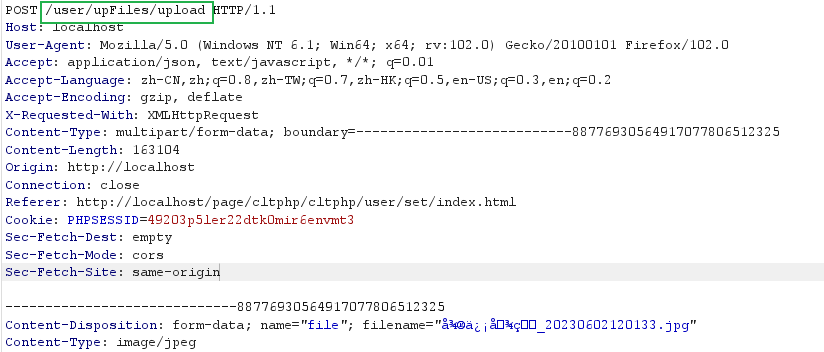 POST /user/upFiles/upload HTTP/1.1
Host: localhost
User-Agent: Mozilla/5.0 (Windows NT 6.1; Win64; x64; rv:102.0) Gecko/20100101 Firefox/102.0
Accept: application/json, text/javascript, */*; q=0.01
Accept-Language: zh-CN,zh;q=0.8,zh-TW;q=0.7,zh-HK;q=0.5,en-US;q=0.3,en;q=0.2
Accept-Encoding: gzip, deflate
X-Requested-With: XMLHttpRequest
Content-Type: multipart/form-data; boundary=---------------------------88776930564917077806512325
Content-Length: 163104
Origin: http://localhost
Connection: close
Referer: http://localhost/page/cltphp/cltphp/user/set/index.html
Cookie: PHPSESSID=49203p5ler22dtk0mir6envmt3
Sec-Fetch-Dest: empty
Sec-Fetch-Mode: cors
Sec-Fetch-Site: same-origin
-----------------------------88776930564917077806512325
Content-Disposition: form-data; name="file"; filename="å¾®ä¿¡å□¾ç□□_20230602120133.jpg"
Content-Type: image/jpeg